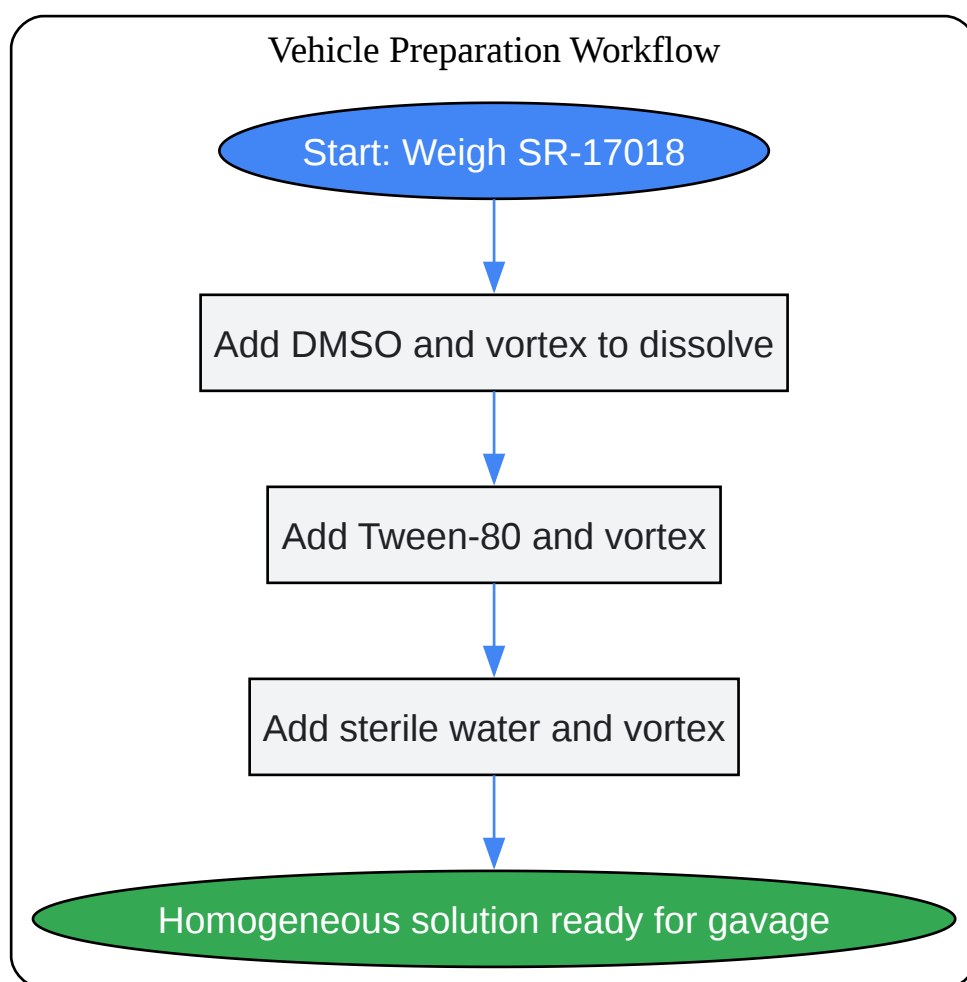 Vehicle Preparation Workflow
Start: Weigh SR-17018
Add DMSO and vortex to dissolve
Add Tween-80 and vortex
Add sterile water and vortex
Homogeneous solution ready for gavage